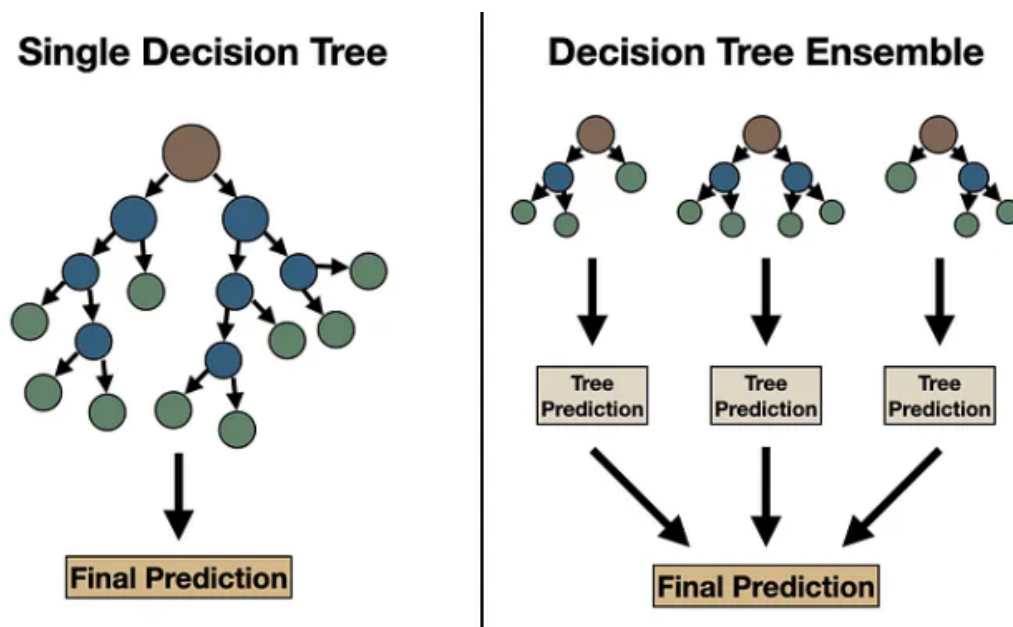 Single Decision Tree
Final Prediction
Decision Tree Ensemble
Tree
Prediction
Tree
Prediction
Tree
Prediction
Final Prediction